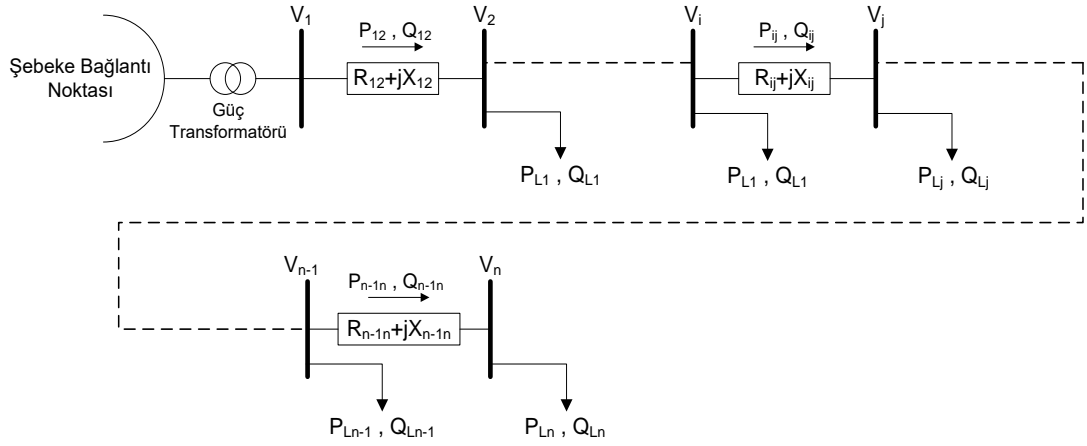 Şebeke Bağlantı
Noktası
Güç
Transformatörü
V1
P12 , Q12
R12+jX12
V2
PL1 , QL1
Vi
Pij , Qij
Rij+jXij
Vj
PL1 , QL1
PLj , QLj
Vn-1
Pn-1n , Qn-1n
Rn-1n+jXn-1n
Vn
PLn-1 , QLn-1
PLn , QLn